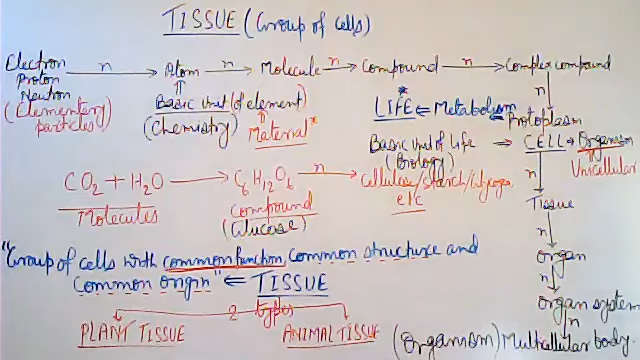 TISSUE (Group of cells)
Electron Proton Neutron n Atom n Molecule n Compound n Complex compound
(Elementary particles) Basic Unit (of element) n
(Chemistry) Material* LIFE* Metabolism Protoplasm
Basic Unit of Life CELL Organism
(Biology) n Unicellular
CO2 + H2O C6H12O6 n Cellulose/starch/Glycogen etc
Molecules Compound Tissue
(Glucose) n
"Group of cells with common function, common structure and organ
common origin" TISSUE n
2 types organ system
PLANT TISSUE ANIMAL TISSUE n
(Organism) Multicellular body.